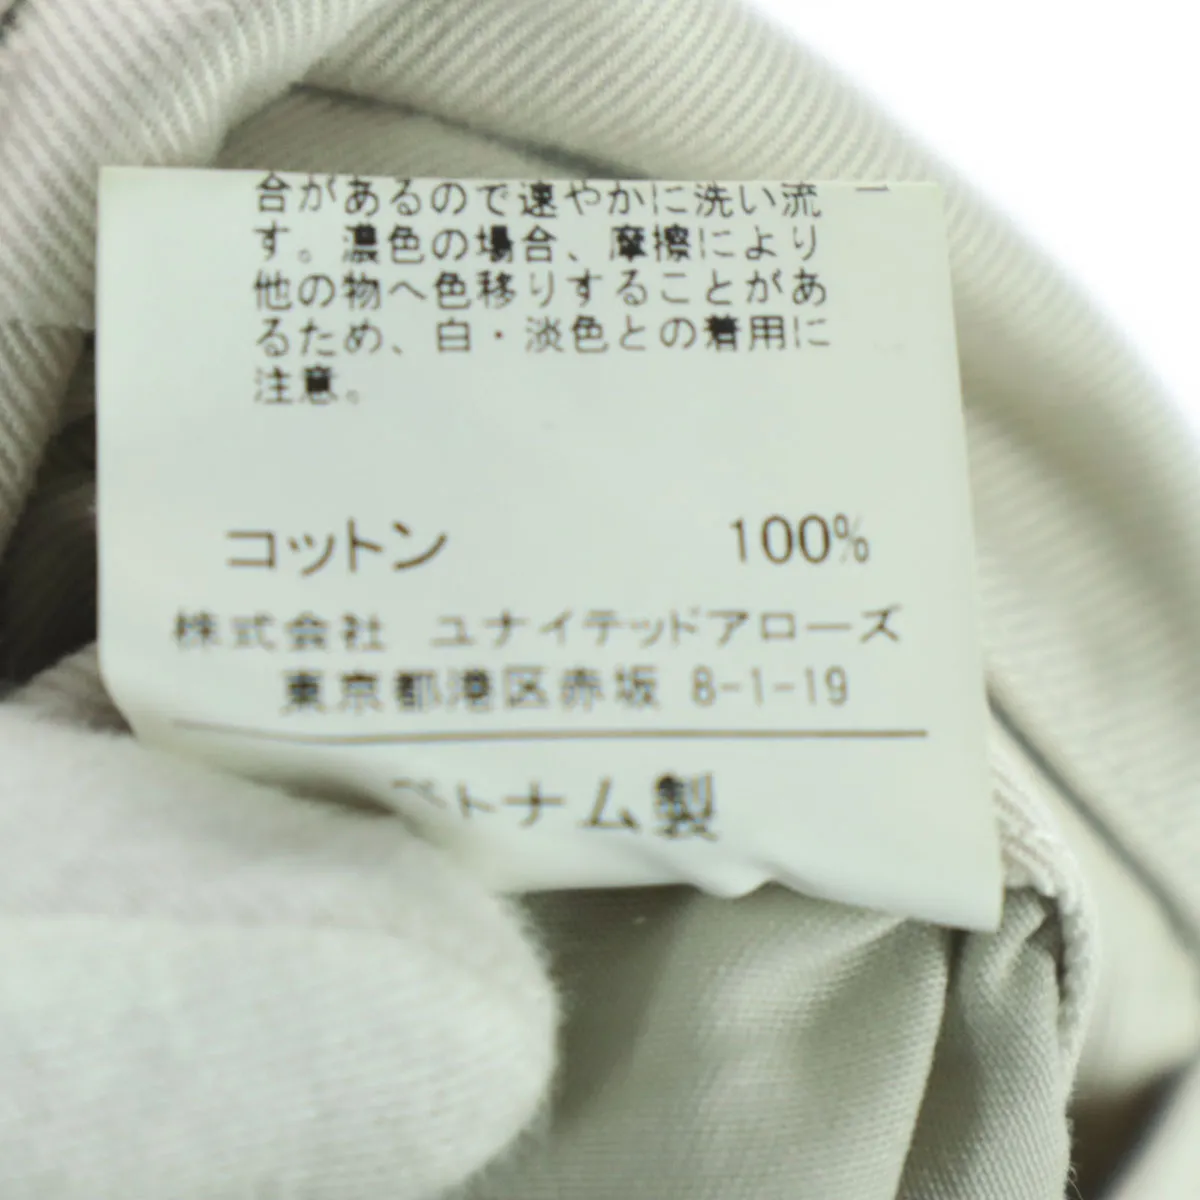 合があるので速やかに洗い流
す。濃色の場合、摩擦により
他の物へ色移りすることがあ
るため、白・淡色との着用に
注意。
コットン 100%
株式会社 ユナイテッドアローズ
東京都港区赤坂 8-1-19
トナム製